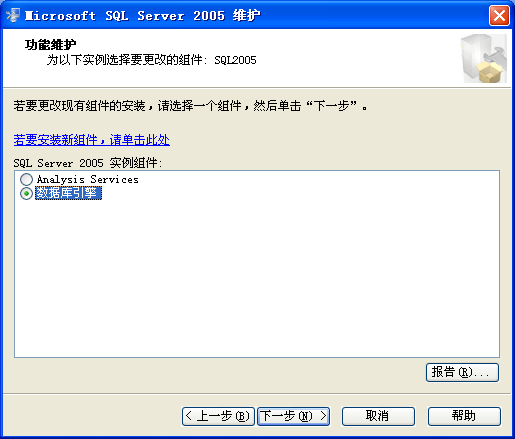 Microsoft SQL Server 2005 维护
功能维护
为以下实例选择要更改的组件: SQL2005
若要更改现有组件的安装，请选择一个组件，然后单击“下一步”。
若要安装新组件，请单击此处
SQL Server 2005 实例组件:
Analysis Services
数据库引擎
报告(R)...
< 上一步(B) 下一步(N) > 取消 帮助